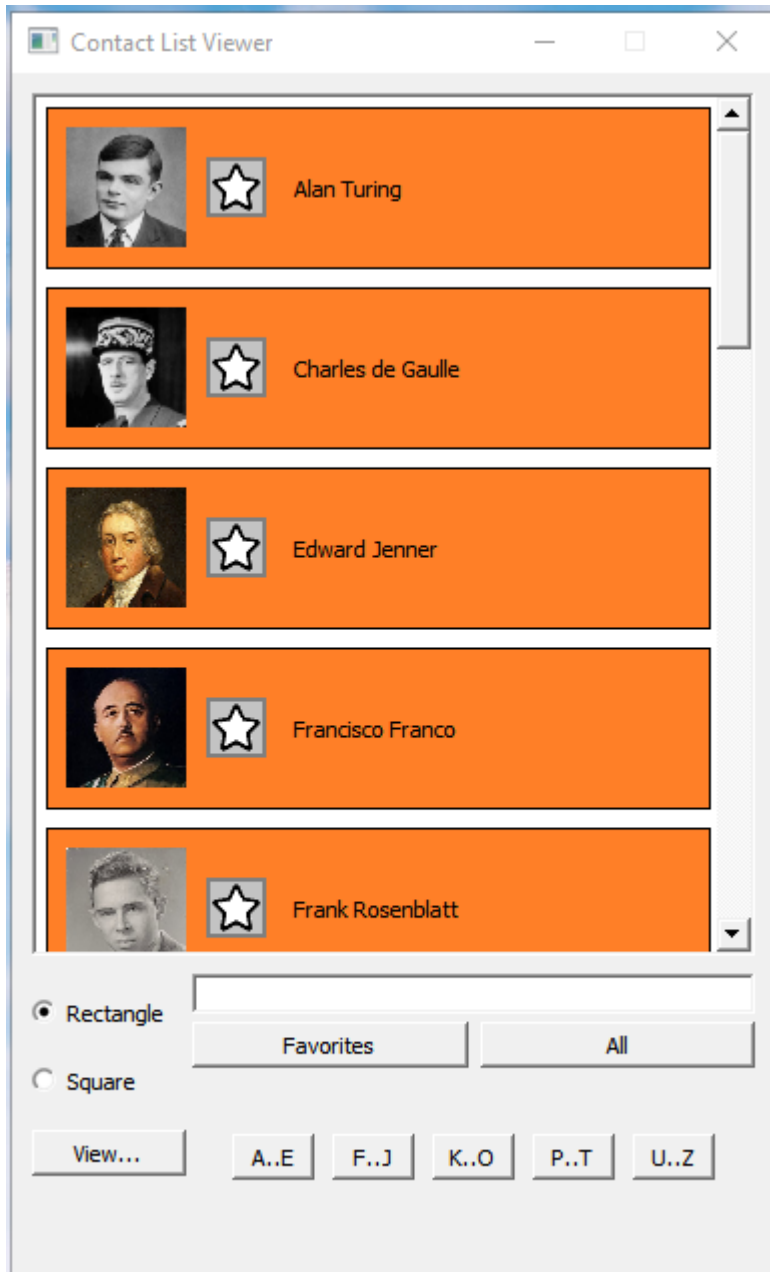 Contact List Viewer
Alan Turing
Charles de Gaulle
Edward Jenner
Francisco Franco
Frank Rosenblatt
Rectangle
Favorites All
Square
View... A..E F..J K..O P..T U..Z